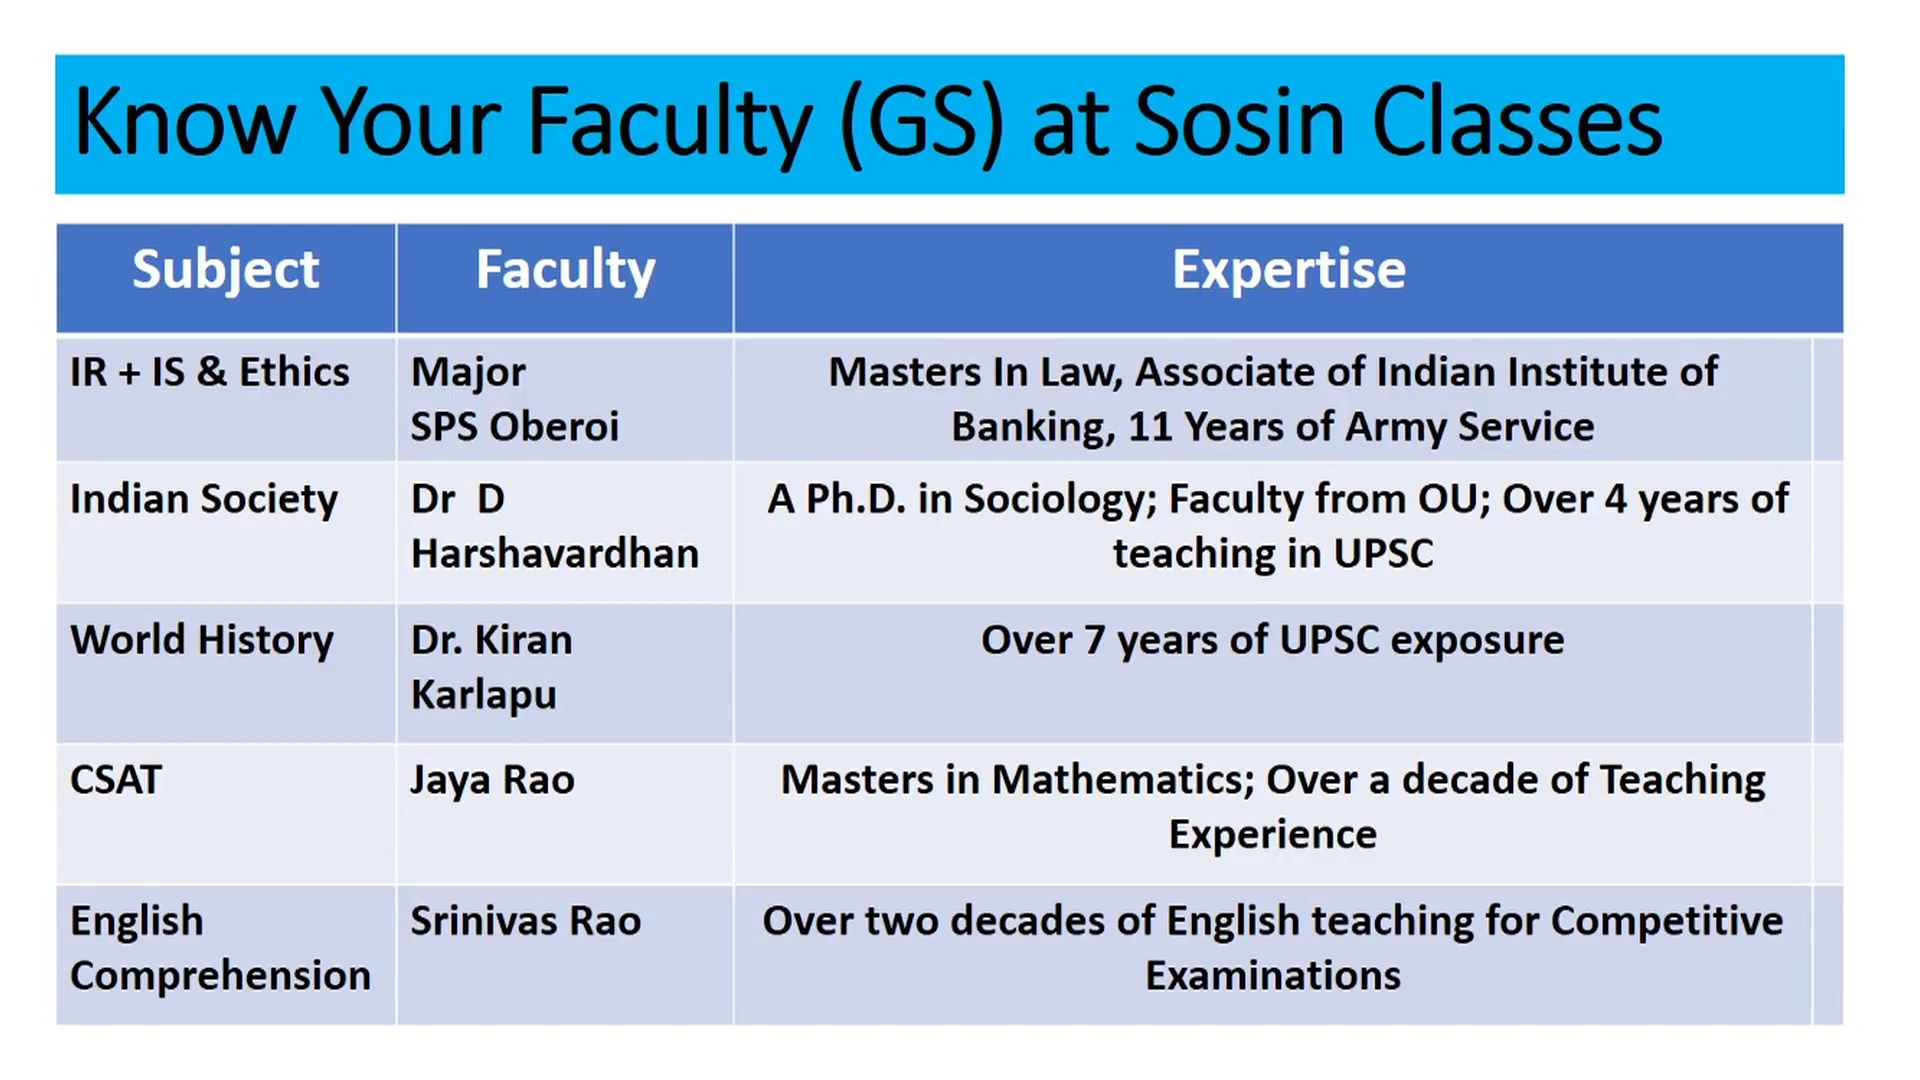 Know Your Faculty (GS) at Sosin Classes
Subject
Faculty
Expertise
IR + IS & Ethics
Major
SPS Oberoi
Masters In Law, Associate of Indian Institute of
Banking, 11 Years of Army Service
Indian Society
Dr  D
Harshavardhan
A Ph.D. in Sociology; Faculty from OU; Over 4 years of
teaching in UPSC
World History
Dr. Kiran
Karlapu
Over 7 years of UPSC exposure
CSAT
Jaya Rao
Masters in Mathematics; Over a decade of Teaching
Experience
English
Comprehension
Srinivas Rao
Over two decades of English teaching for Competitive
Examinations